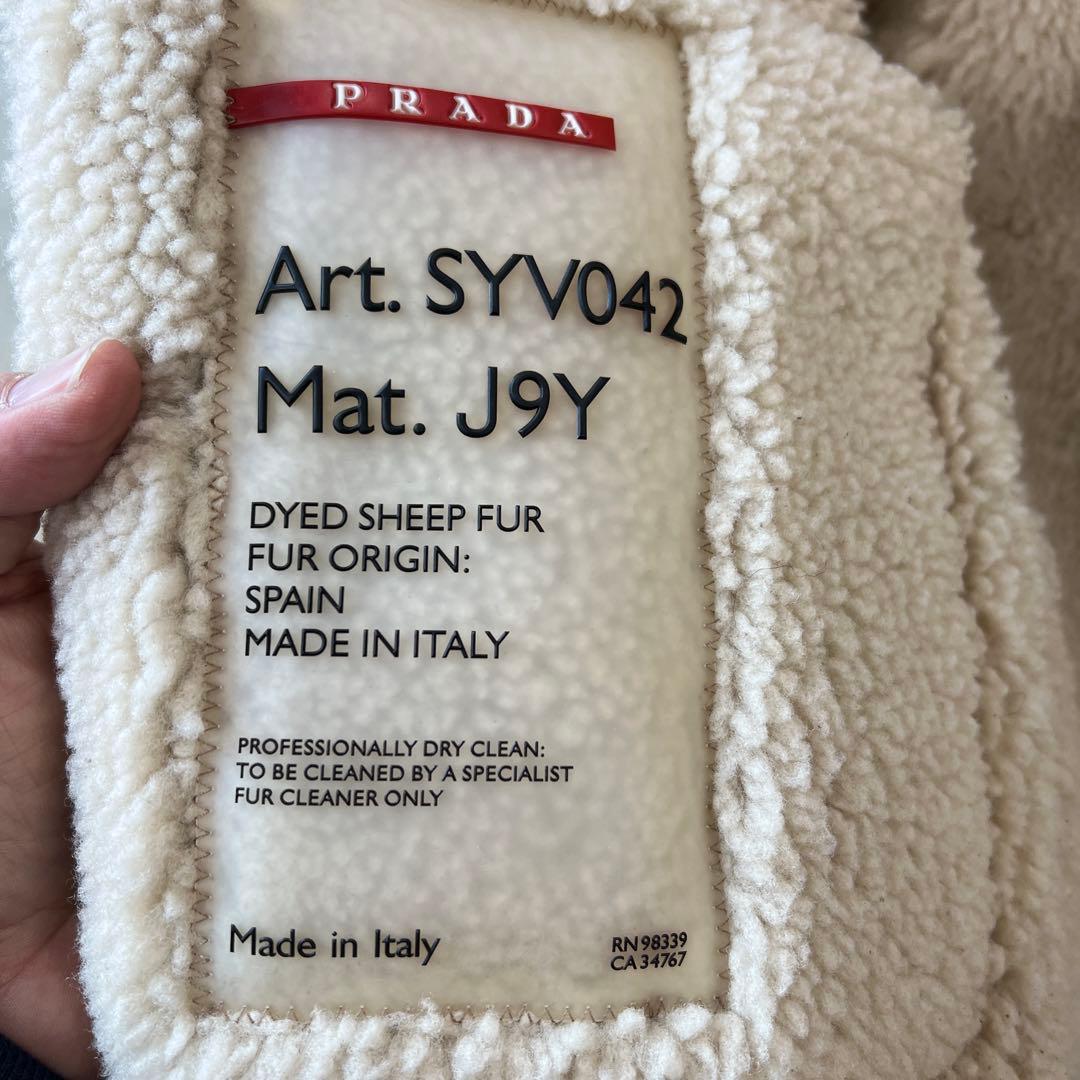 PRADA
Art. SYV042
Mat. J9Y
DYED SHEEP FUR
FUR ORIGIN:
SPAIN
MADE IN ITALY
PROFESSIONALLY DRY CLEAN:
TO BE CLEANED BY A SPECIALIST
FUR CLEANER ONLY
Made in Italy
RN 98339
CA 34767